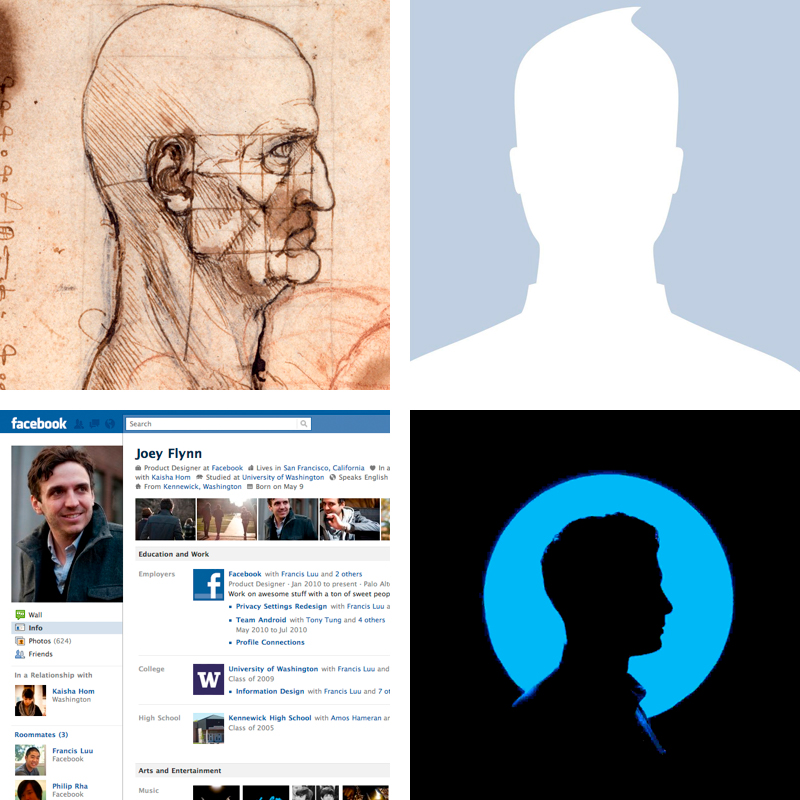 facebook
Search
Joey Flynn
Product Designer at Facebook Lives in San Francisco, California In a
with Kaisha Hom Studied at University of Washington Speaks English
From Kennewick, Washington Born on May 9
Education and Work
Employers
Facebook with Francis Luu and 2 others
Product Designer · Jan 2010 to present · Palo Alt
Work on awesome stuff with a ton of sweet peop
Privacy Settings Redesign with Francis Luu a
Team Android with Tony Tung and 4 others
May 2010 to Jul 2010
Profile Connections
College
W
University of Washington with Francis Luu and
Class of 2009
Information Design with Francis Luu and 7 ot
High School
Kennewick High School with Amos Hameran ar
Class of 2005
Arts and Entertainment
Music
Wall
Info
Photos (624)
Friends
In a Relationship with
Kaisha Hom
Washington
Roommates (3)
Francis Luu
Facebook
Philip Rha
Facebook